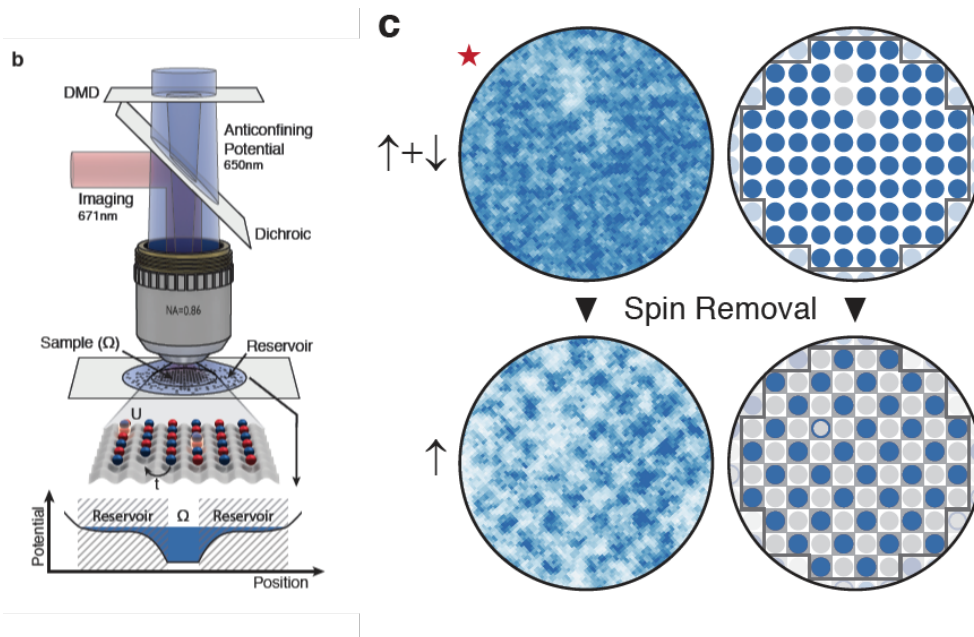 b
DMD
Anticonfining
Potential
650nm
Imaging
671nm
Dichroic
NA=0.86
Sample (Ω)
Reservoir
U
t
Reservoir Ω Reservoir
Potential
Position
c
★
↑+↓
▼ Spin Removal ▼
↑